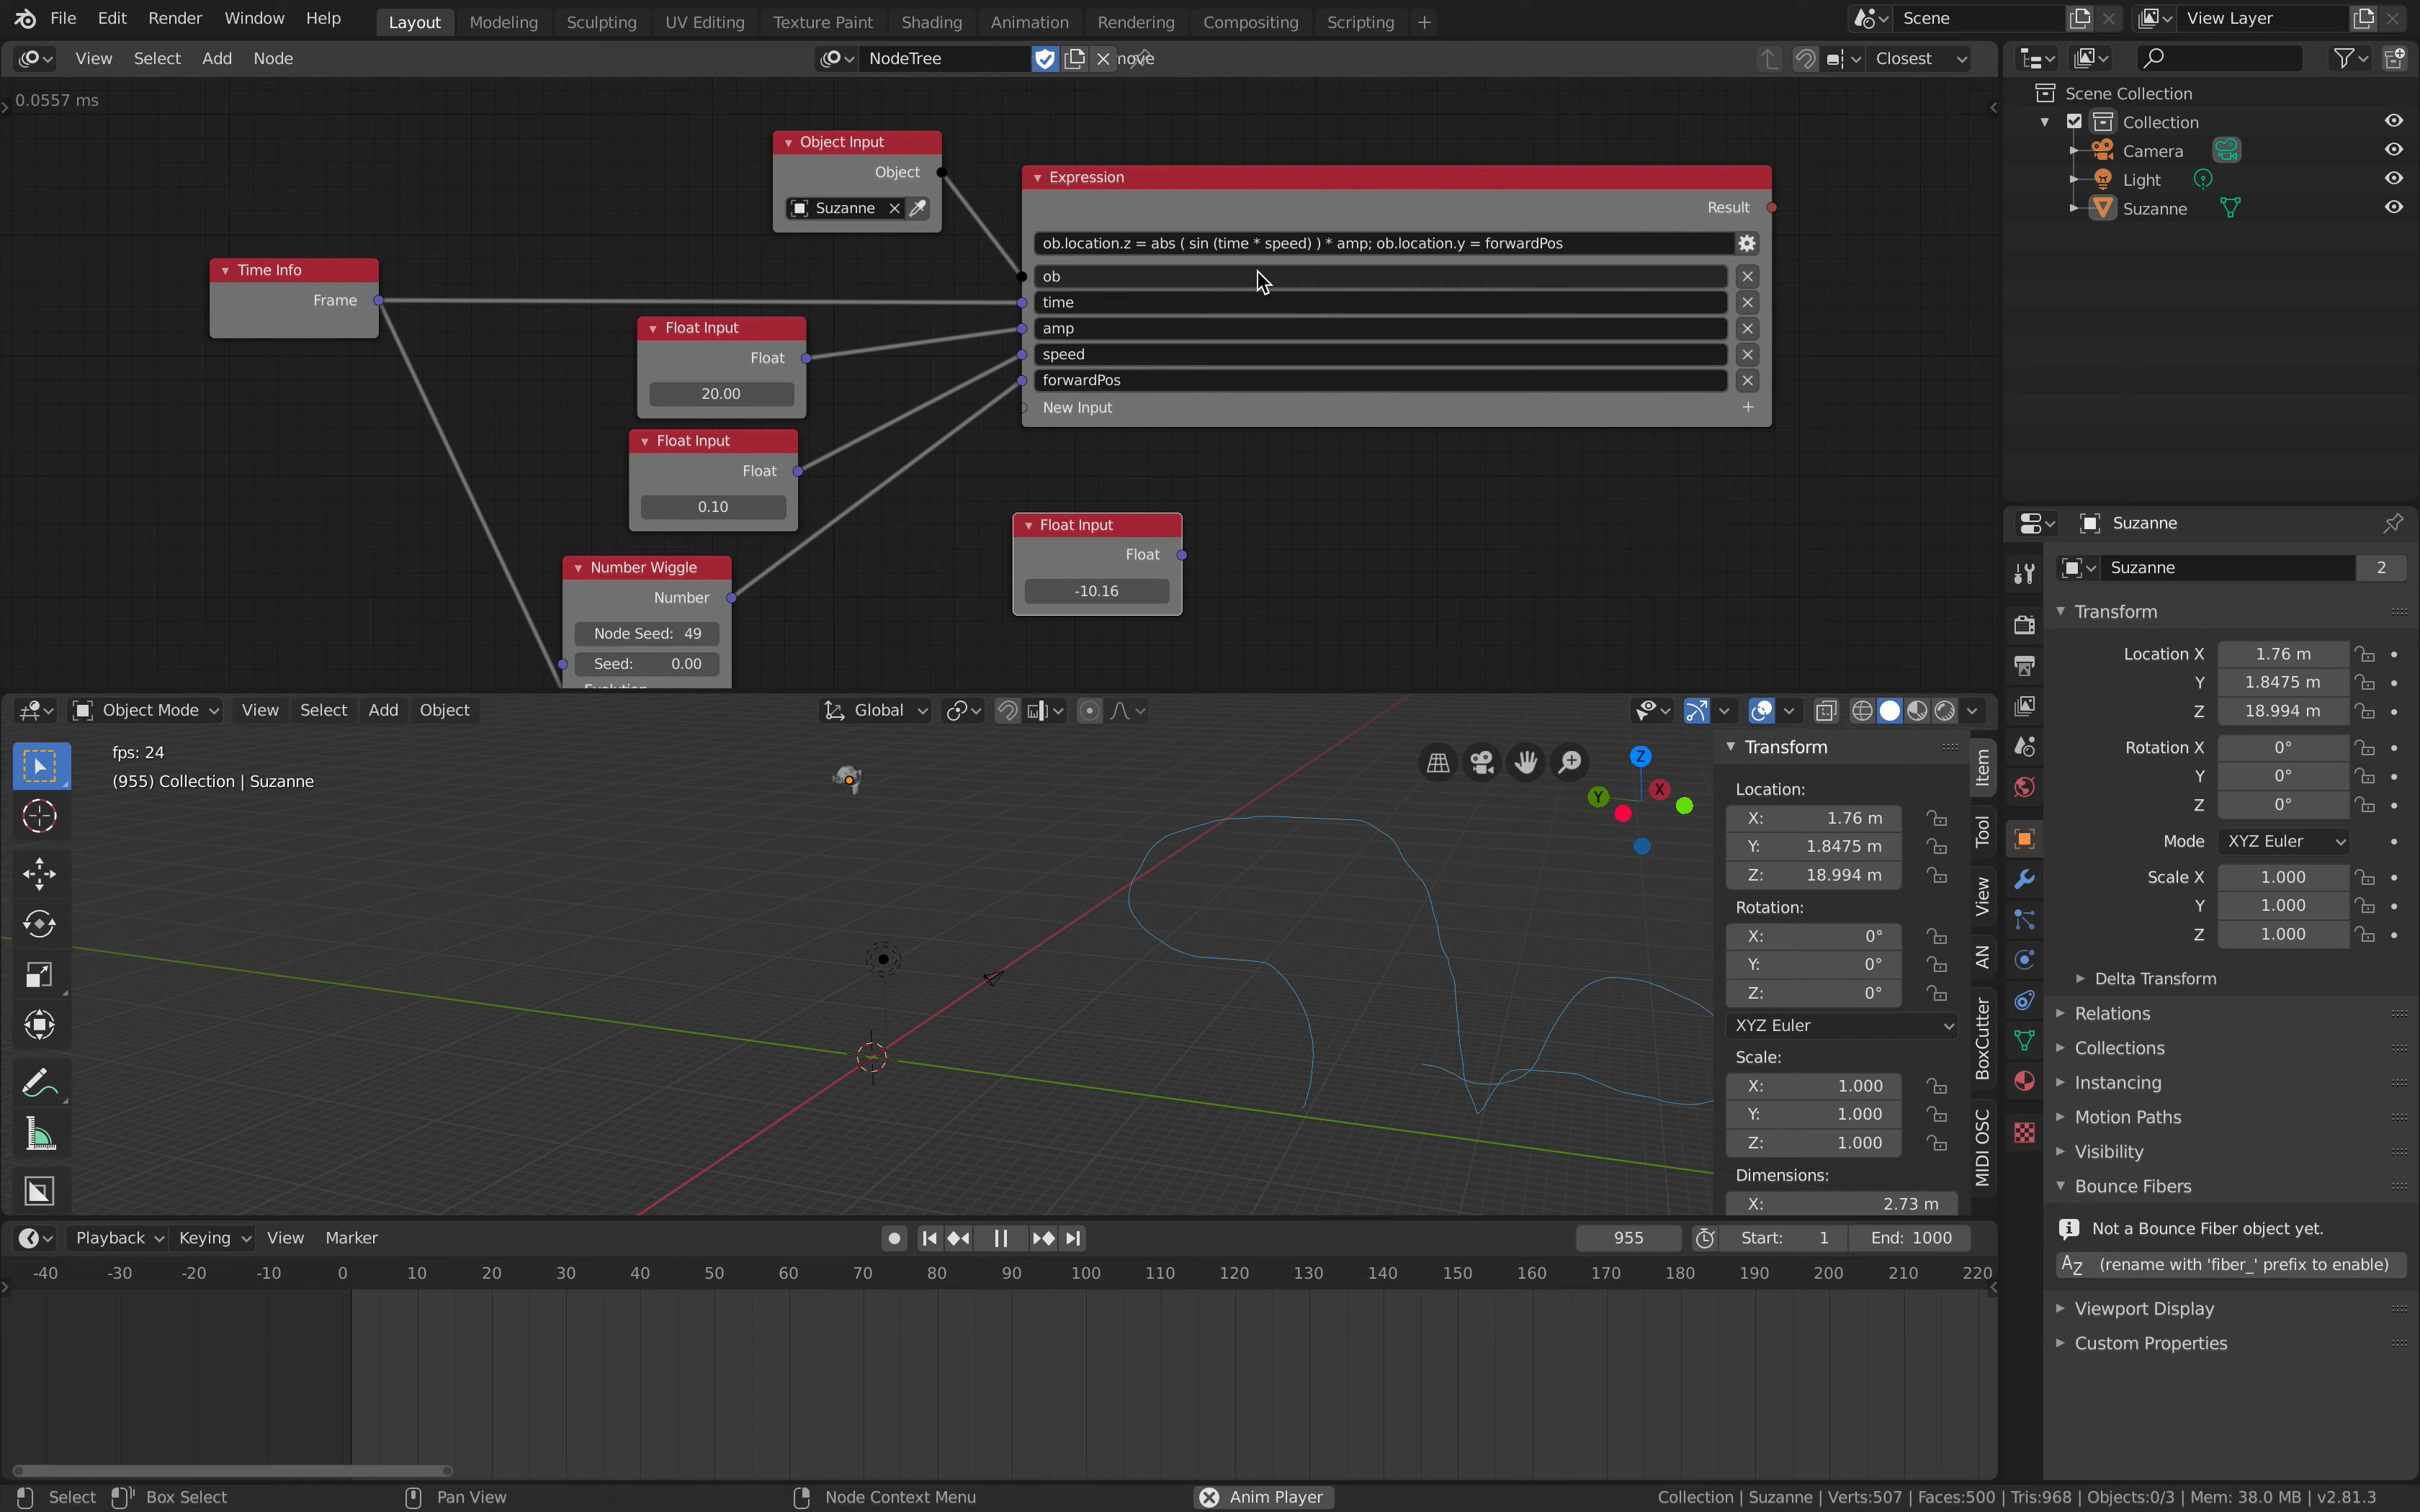 File Edit Render Window Help Layout Modeling Sculpting UV Editing Texture Paint Shading Animation Rendering Compositing Scripting + Scene View Layer
View Select Add Node NodeTree Closest
0.0557 ms
Object Input
Object
Suzanne
Time Info
Frame
Float Input
Float
20.00
Float Input
Float
0.10
Number Wiggle
Number
Node Seed: 49
Seed: 0.00
Expression
Result
ob.location.z = abs ( sin (time * speed) ) * amp; ob.location.y = forwardPos
ob
time
amp
speed
forwardPos
New Input +
Float Input
Float
-10.16
Scene Collection
Collection
Camera
Light
Suzanne
Suzanne
Suzanne 2
Transform
Location X 1.76 m
Y 1.8475 m
Z 18.994 m
Rotation X 0°
Y 0°
Z 0°
Mode XYZ Euler
Scale X 1.000
Y 1.000
Z 1.000
Delta Transform
Relations
Collections
Instancing
Motion Paths
Visibility
Bounce Fibers
Not a Bounce Fiber object yet.
(rename with 'fiber_' prefix to enable)
Viewport Display
Custom Properties
Object Mode View Select Add Object Global
fps: 24
(955) Collection | Suzanne
Z
Y
X
Transform
Location:
X: 1.76 m
Y: 1.8475 m
Z: 18.994 m
Rotation:
X: 0°
Y: 0°
Z: 0°
XYZ Euler
Scale:
X: 1.000
Y: 1.000
Z: 1.000
Dimensions:
X: 2.73 m
Item
Tool
View
AN
BoxCutter
MIDI OSC
Playback Keying View Marker 955 Start: 1 End: 1000
-40 -30 -20 -10 0 10 20 30 40 50 60 70 80 90 100 110 120 130 140 150 160 170 180 190 200 210 220
Select Box Select Pan View Node Context Menu Anim Player Collection | Suzanne | Verts:507 | Faces:500 | Tris:968 | Objects:0/3 | Mem: 38.0 MB | v2.81.3